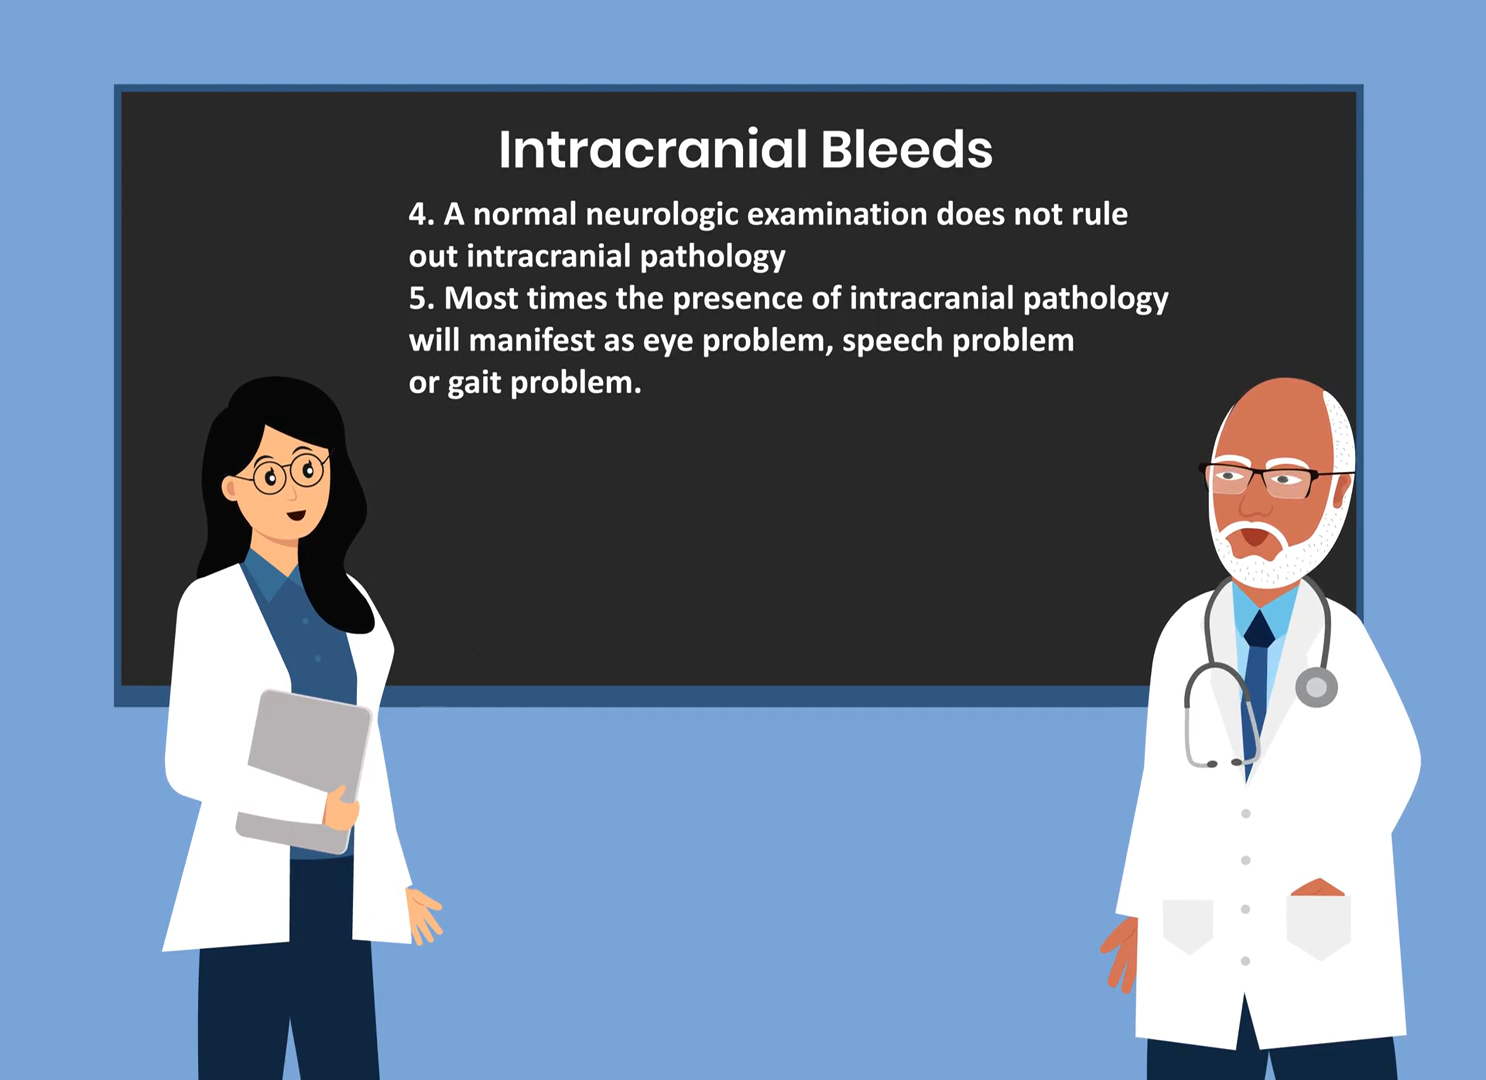 Intracranial Bleeds
4. A normal neurologic examination does not rule
out intracranial pathology
5. Most times the presence of intracranial pathology
will manifest as eye problem, speech problem
or gait problem.